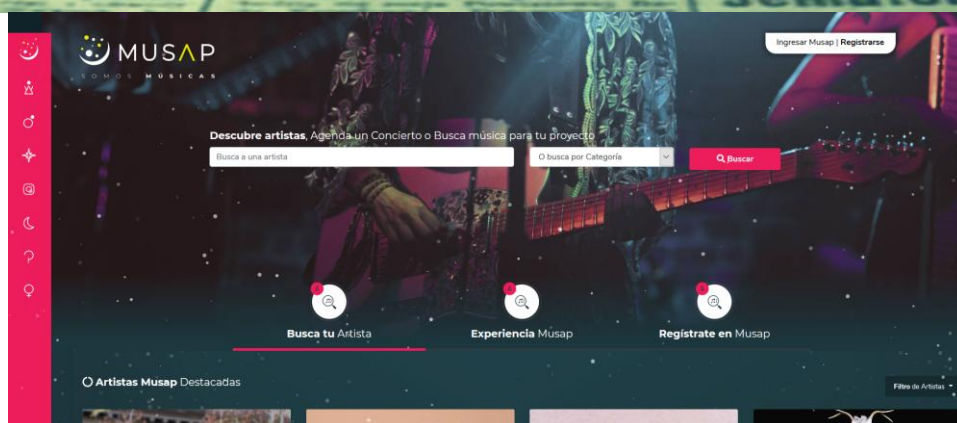 MUSAP
SOMOS MÚSICAS
Ingresar Musap | Registrarse
Descubre artistas, Agenda un Concierto o Busca música para tu proyecto
Busca a una artista
O busca por Categoría
Buscar
Busca tu Artista
Experiencia Musap
Regístrate en Musap
Artistas Musap Destacadas
Filtro de Artistas